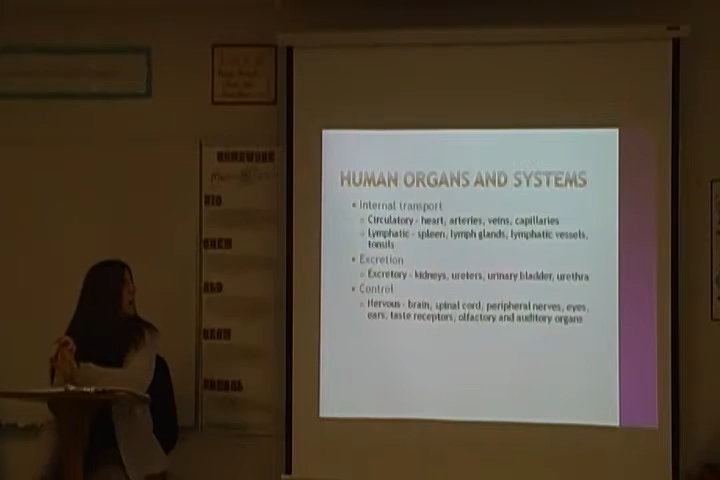 HOMEWORK
HUMAN ORGANS AND SYSTEMS
Internal transport
Circulatory - heart, arteries, veins, capillaries
Lymphatic - spleen, lymph glands, lymphatic vessels,
tonsils
Excretion
Excretory - kidneys, ureters, urinary bladder, urethra
Control
Nervous - brain, spinal cord, peripheral nerves, eyes,
ears, taste receptors, olfactory and auditory organs